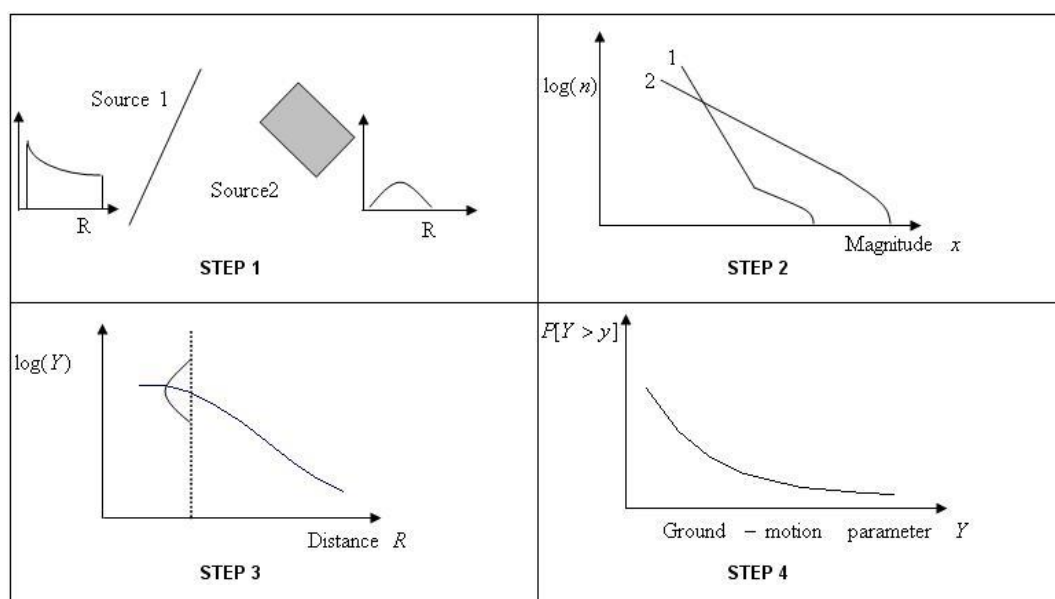 Source 1
R
Source2
R
STEP 1
log(n)
1
2
Magnitude x
STEP 2
log(Y)
Distance R
STEP 3
P[Y > y]
Ground – motion parameter Y
STEP 4